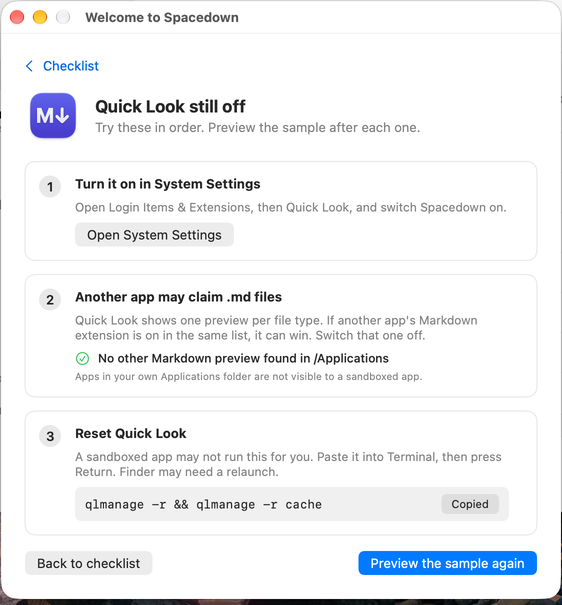 Welcome to Spacedown
Checklist
M↓
Quick Look still off
Try these in order. Preview the sample after each one.
1
Turn it on in System Settings
Open Login Items & Extensions, then Quick Look, and switch Spacedown on.
Open System Settings
2
Another app may claim .md files
Quick Look shows one preview per file type. If another app's Markdown
extension is on in the same list, it can win. Switch that one off.
No other Markdown preview found in /Applications
Apps in your own Applications folder are not visible to a sandboxed app.
3
Reset Quick Look
A sandboxed app may not run this for you. Paste it into Terminal, then press
Return. Finder may need a relaunch.
qlmanage -r && qlmanage -r cache
Copied
Back to checklist
Preview the sample again